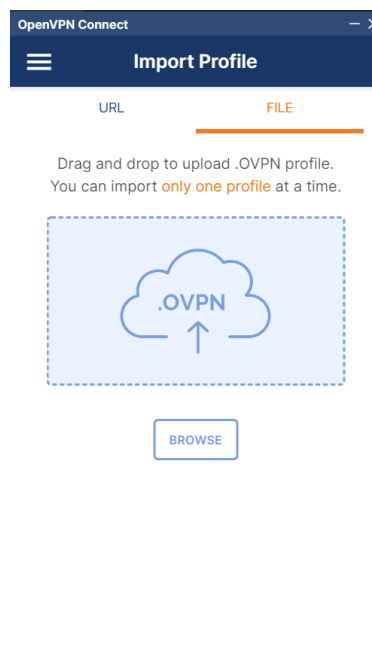 OpenVPN Connect
Import Profile
URL
FILE
Drag and drop to upload .OVPN profile.
You can import only one profile at a time.
.OVPN
BROWSE